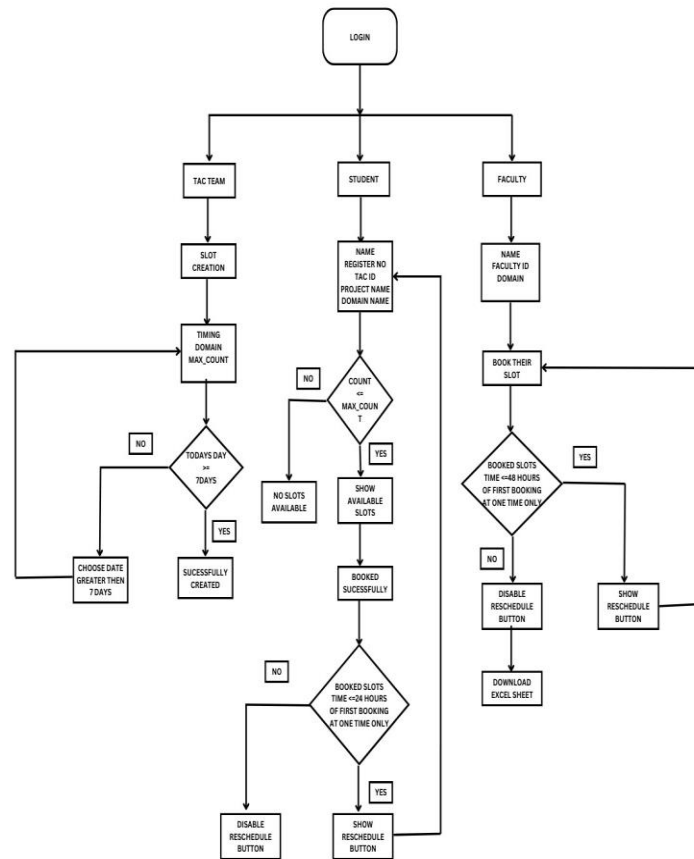 LOGIN
TAC TEAM
STUDENT
FACULTY
SLOT
CREATION
NAME
REGISTER NO
TAC ID
PROJECT NAME
DOMAIN NAME
NAME
FACULTY ID
DOMAIN
TIMING
DOMAIN
MAX_COUNT
BOOK THEIR
SLOT
NO
COUNT
<=
MAX_COUN
T
NO
TODAYS DAY
>=
7DAYS
YES
BOOKED SLOTS
TIME <=48 HOURS
OF FIRST BOOKING
AT ONE TIME ONLY
YES
NO SLOTS
AVAILABLE
SHOW
AVAILABLE
SLOTS
YES
NO
CHOOSE DATE
GREATER THEN
7 DAYS
SUCESSFULLY
CREATED
BOOKED
SUCESSFULLY
DISABLE
RESCHEDULE
BUTTON
SHOW
RESCHEDULE
BUTTON
NO
BOOKED SLOTS
TIME <=24 HOURS
OF FIRST BOOKING
AT ONE TIME ONLY
DOWNLOAD
EXCEL SHEET
YES
DISABLE
RESCHEDULE
BUTTON
SHOW
RESCHEDULE
BUTTON